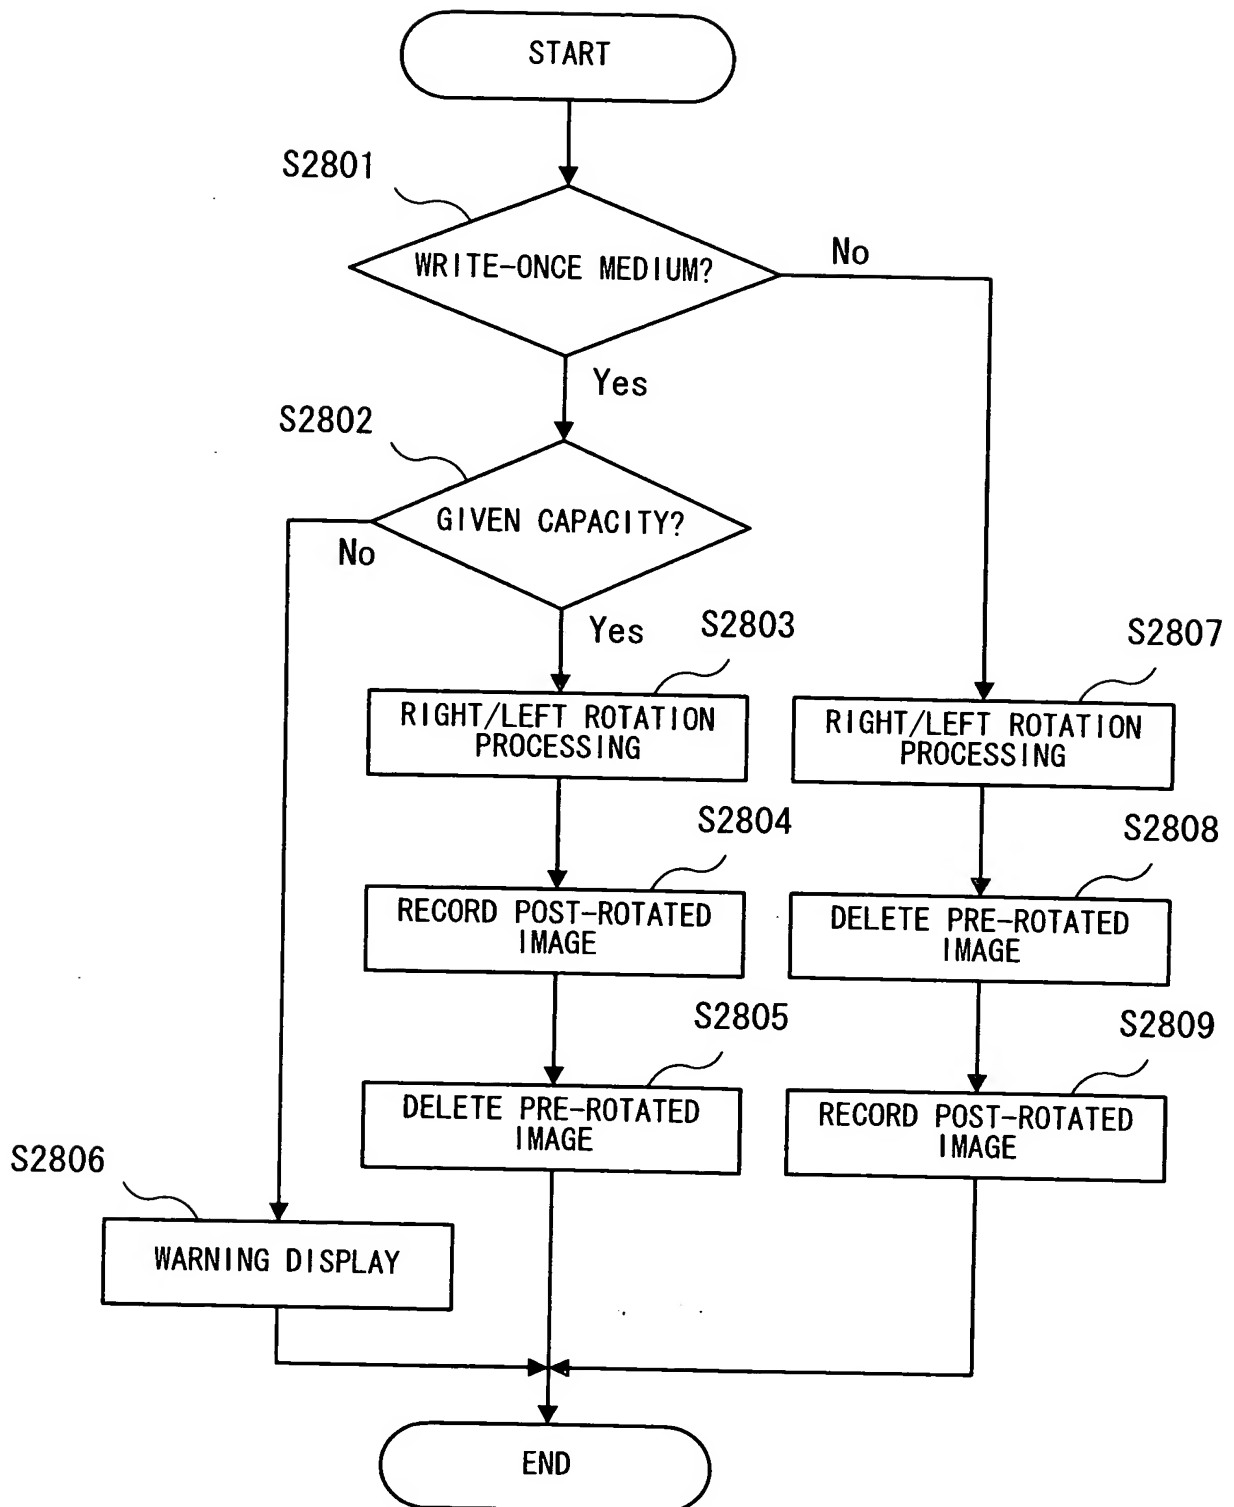 START
S2801
WRITE-ONCE MEDIUM?
No
Yes
S2802
GIVEN CAPACITY?
No
Yes
S2803
RIGHT/LEFT ROTATION
PROCESSING
S2804
RECORD POST-ROTATED
IMAGE
S2805
DELETE PRE-ROTATED
IMAGE
S2806
WARNING DISPLAY
S2807
RIGHT/LEFT ROTATION
PROCESSING
S2808
DELETE PRE-ROTATED
IMAGE
S2809
RECORD POST-ROTATED
IMAGE
END